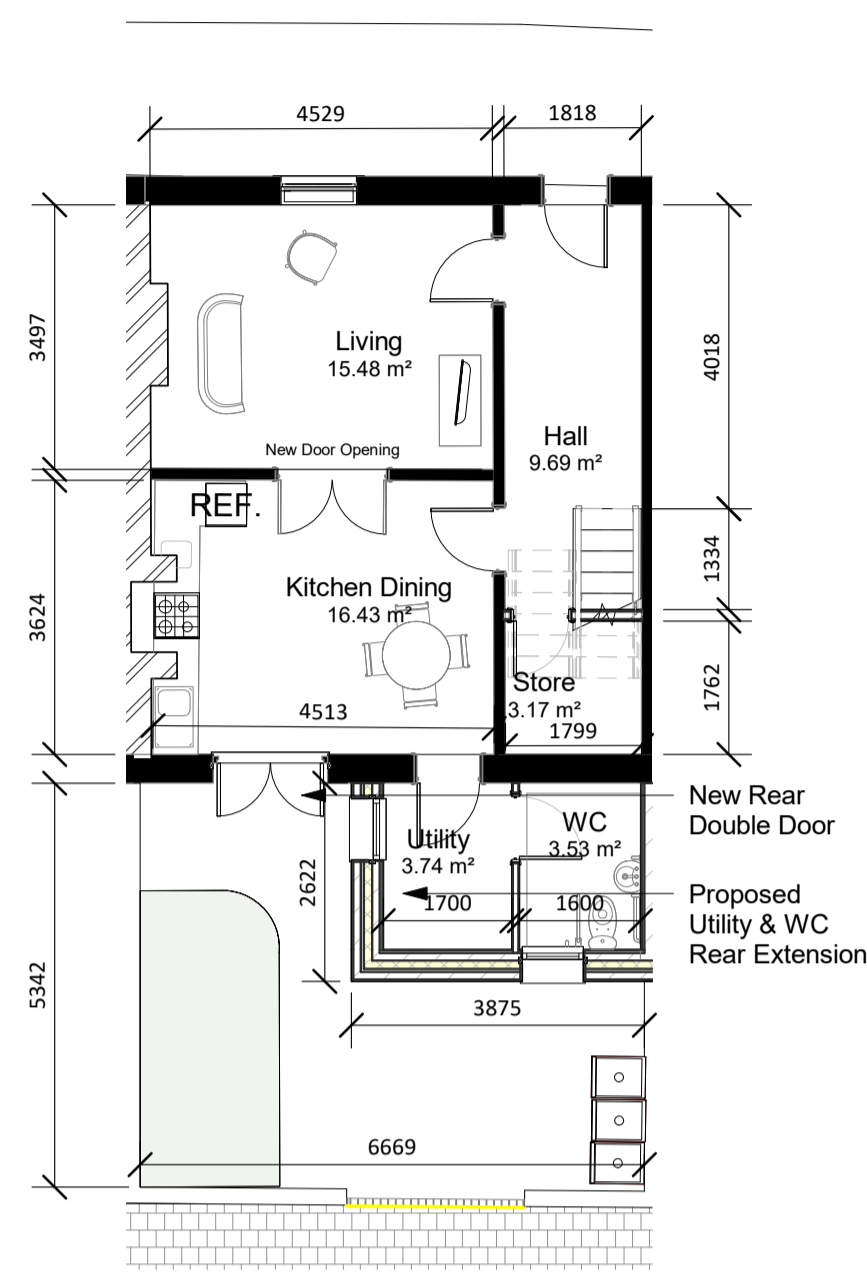 4529
1818
3497
4018
Living
15.48 m²
Hall
9.69 m²
New Door Opening
REF.
Kitchen Dining
16.43 m²
1334
3624
Store
3.17 m²
1762
4513
1799
New Rear
Double Door
Utility
3.74 m²
WC
3.53 m²
2622
1700
1600
Proposed
Utility & WC
Rear Extension
5342
3875
6669